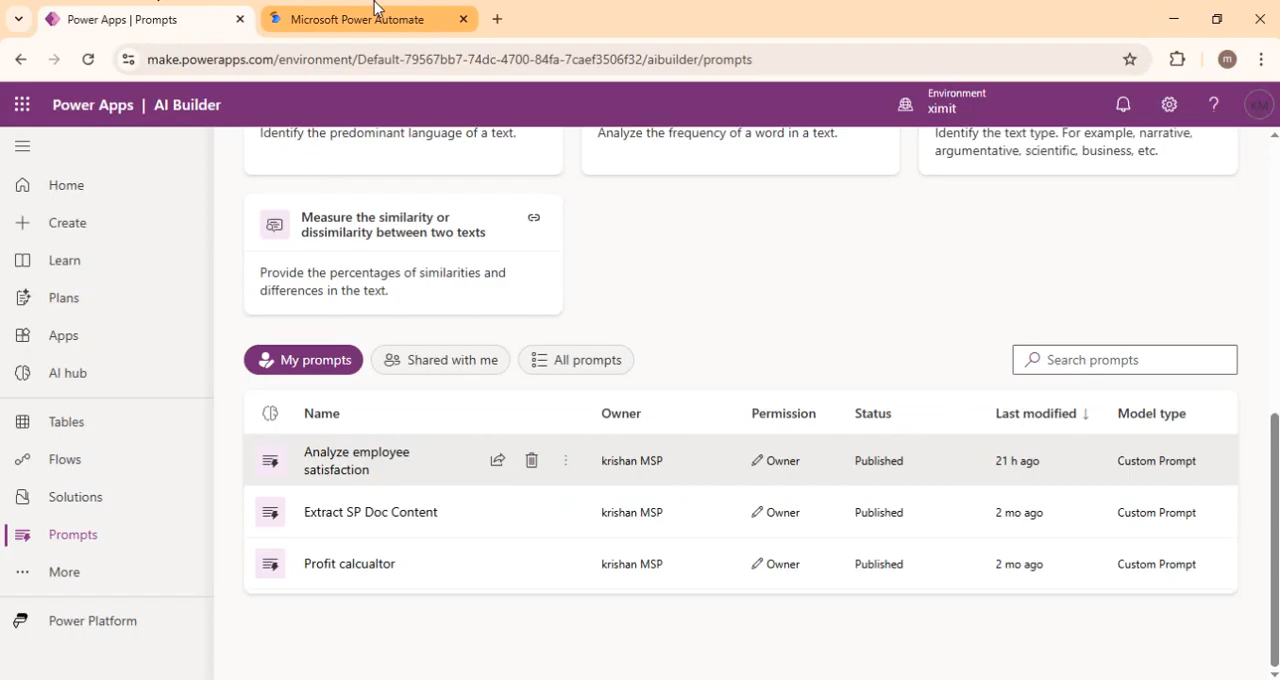 Power Apps | Prompts
Microsoft Power Automate
make.powerapps.com/environment/Default-79567bb7-74dc-4700-84fa-7caef3506f32/aibuilder/prompts
m
Power Apps | AI Builder
Environment
ximit
KM
Identify the predominant language of a text.
Analyze the frequency of a word in a text.
Identify the text type. For example, narrative,
argumentative, scientific, business, etc.
Home
Create
Learn
Plans
Apps
AI hub
Tables
Flows
Solutions
Prompts
More
Power Platform
Measure the similarity or
dissimilarity between two texts
Provide the percentages of similarities and
differences in the text.
My prompts
Shared with me
All prompts
Search prompts
Name Owner Permission Status Last modified ↓ Model type
Analyze employee
satisfaction
krishan MSP Owner Published 21 h ago Custom Prompt
Extract SP Doc Content krishan MSP Owner Published 2 mo ago Custom Prompt
Profit calcualtor krishan MSP Owner Published 2 mo ago Custom Prompt